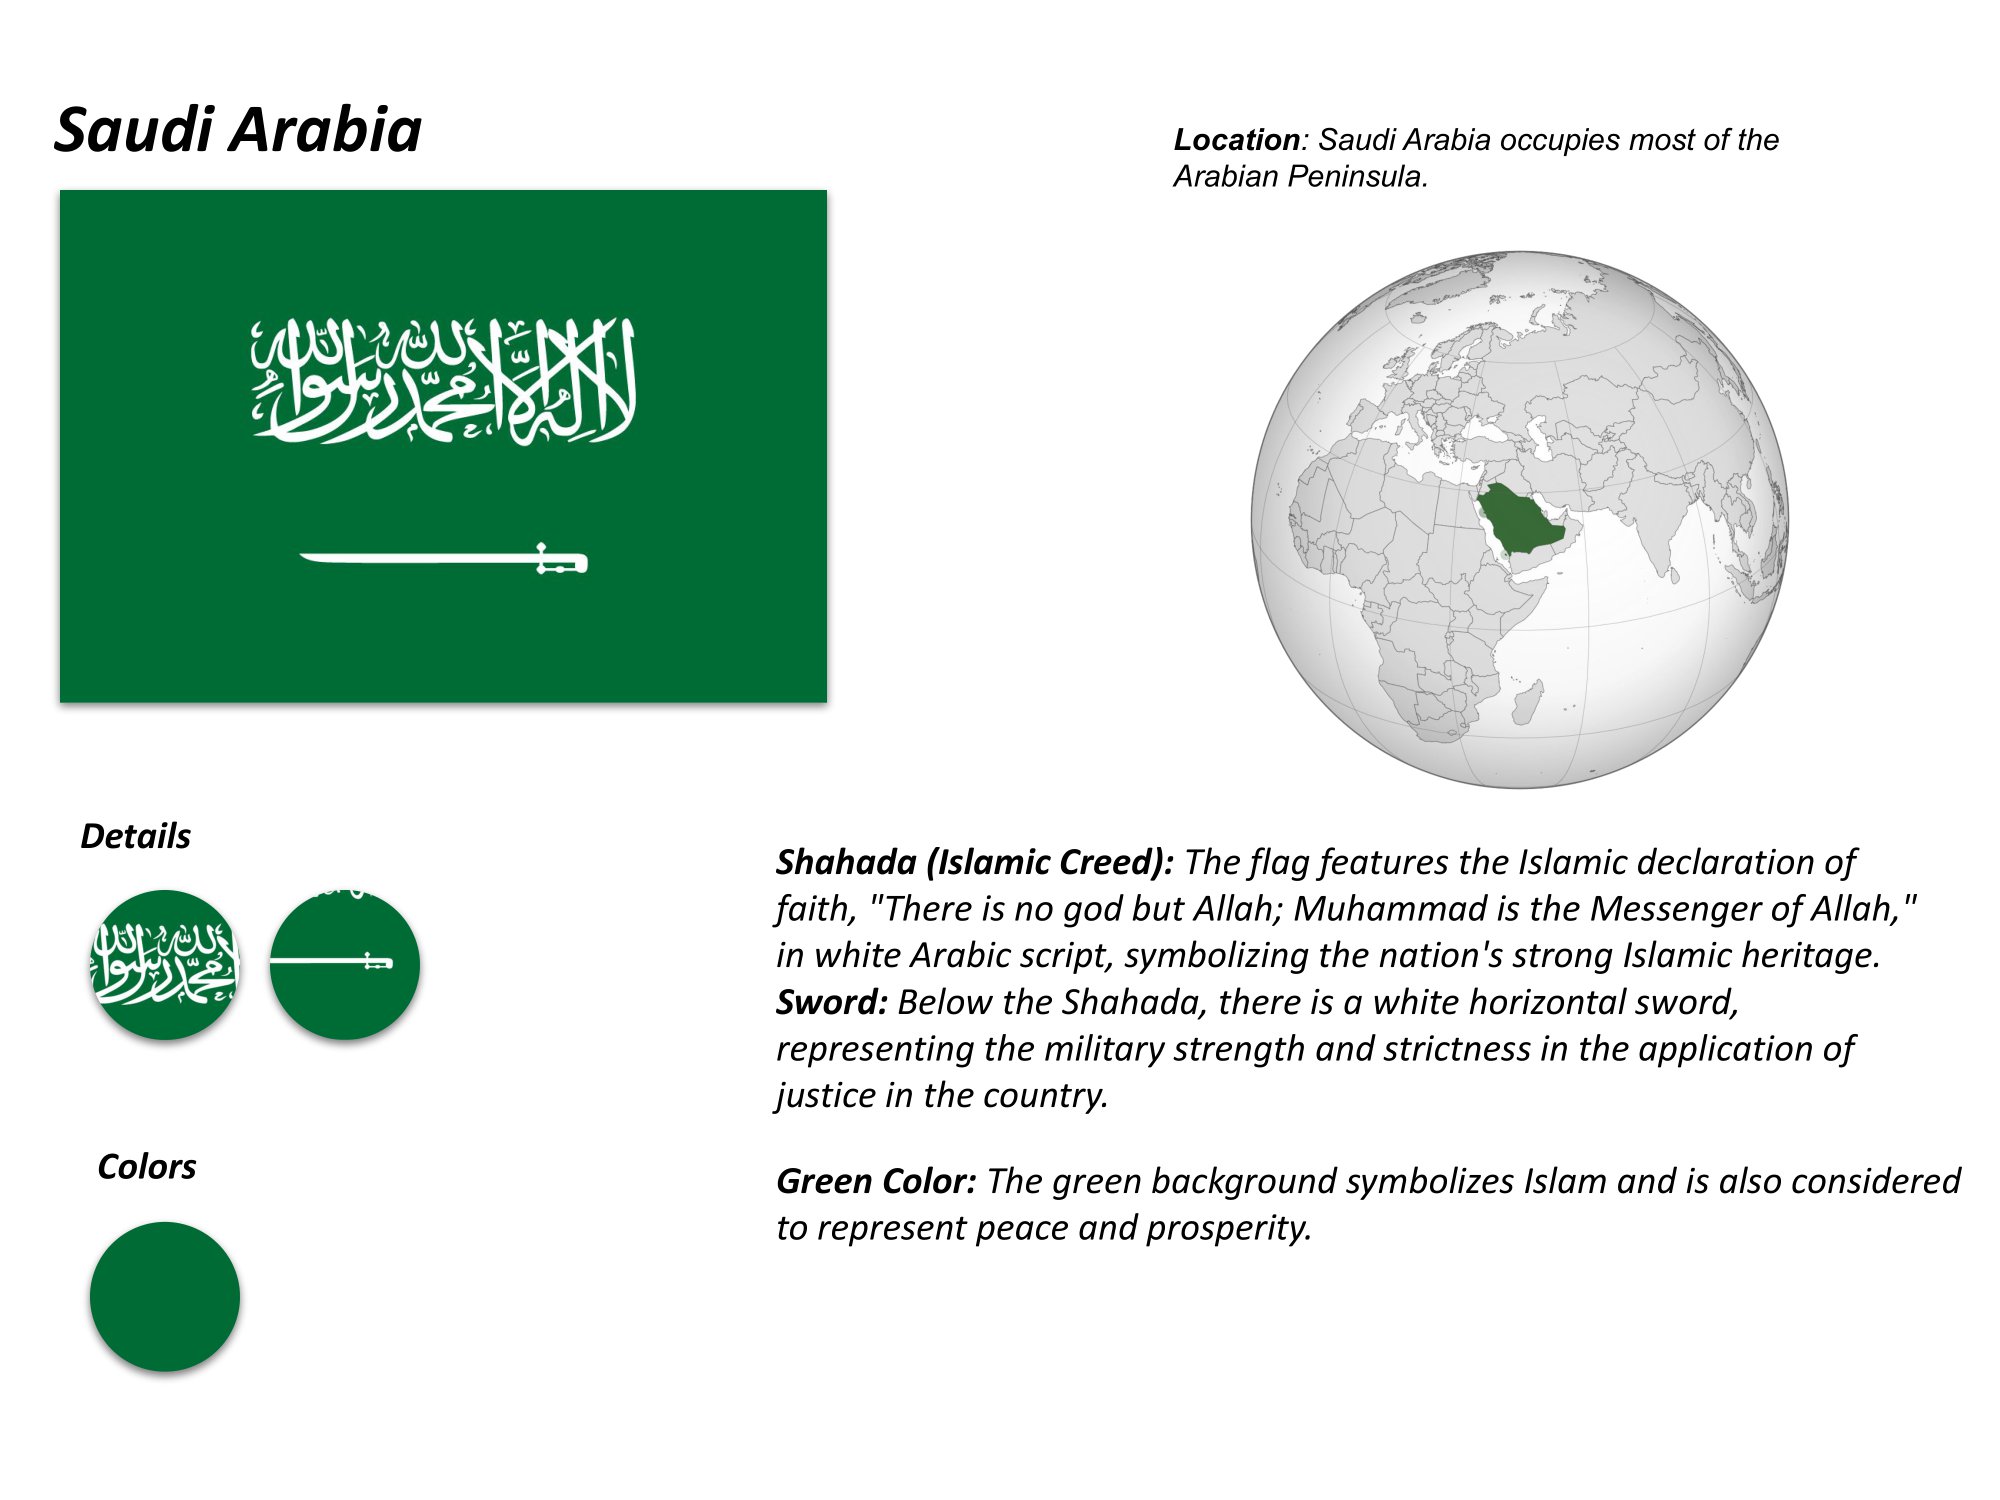 Saudi Arabia
Location: Saudi Arabia occupies most of the
Arabian Peninsula.
لا إله إلا الله محمد رسول الله
Details
Shahada (Islamic Creed): The flag features the Islamic declaration of
faith, "There is no god but Allah; Muhammad is the Messenger of Allah,"
in white Arabic script, symbolizing the nation's strong Islamic heritage.
Sword: Below the Shahada, there is a white horizontal sword,
representing the military strength and strictness in the application of
justice in the country.
Colors
Green Color: The green background symbolizes Islam and is also considered
to represent peace and prosperity.